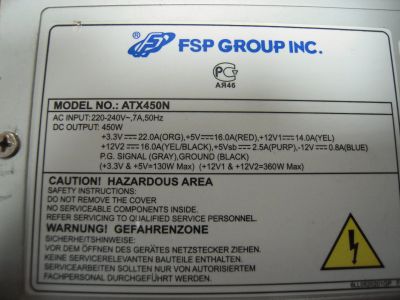 FSP FSP GROUP INC.
PG
АЯ46
MODEL NO.: ATX450N
AC INPUT:220-240V~,7A,50Hz
DC OUTPUT: 450W
+3.3V⎓22.0A(ORG),+5V⎓16.0A(RED),+12V1⎓14.0A(YEL)
+12V2⎓16.0A(YEL/BLACK),+5Vsb⎓2.5A(PURP),-12V⎓0.8A(BLUE)
P.G. SIGNAL (GRAY),GROUND (BLACK)
(+3.3V & +5V=130W Max) (+12V1 & +12V2=360W Max)
CAUTION! HAZARDOUS AREA
SAFETY INSTRUCTIONS:
DO NOT REMOVE THE COVER
NO SERVICEABLE COMPONENTS INSIDE.
REFER SERVICING TO QUALIFIED SERVICE PERSONNEL.
WARNUNG! GEFAHRENZONE
SICHERHEITSHINWEISE:
VOR DEM ÖFFNEN DES GERÄTES NETZSTECKER ZIEHEN.
KEINE SERVICERELEVANTEN BAUTEILE ENTHALTEN.
SERVICEARBEITEN SOLLTEN NUR VON AUTORISIERTEM
FACHPERSONAL DURCHGEFÜHRT WERDEN.